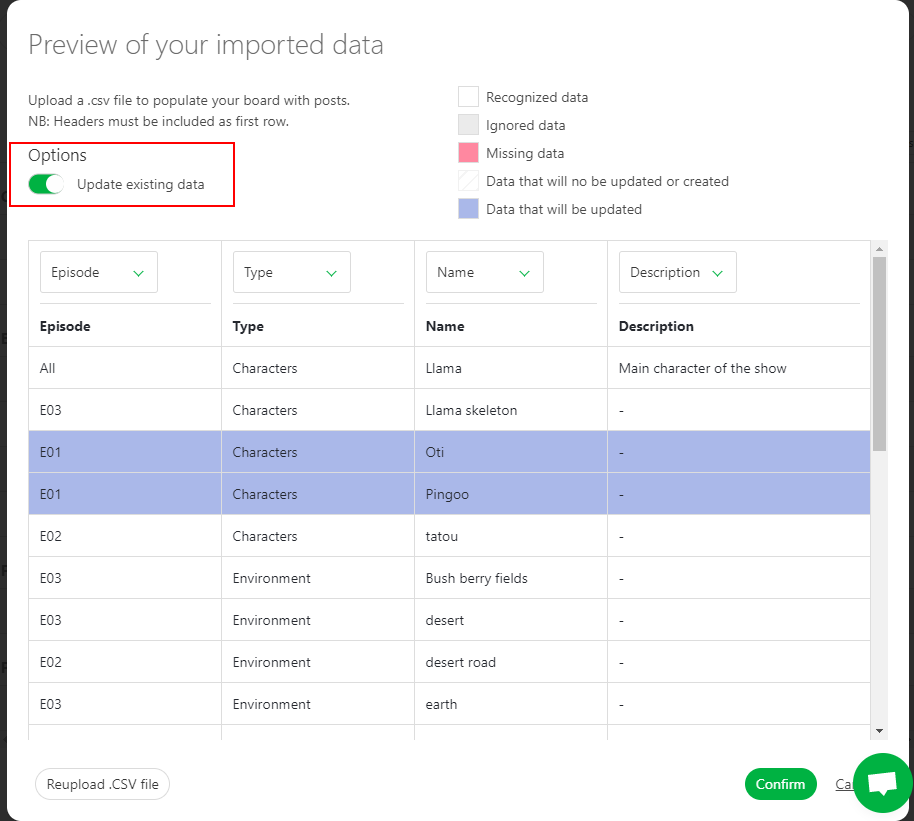 Preview of your imported data
Upload a .csv file to populate your board with posts.
NB: Headers must be included as first row.
Options
Update existing data
Recognized data
Ignored data
Missing data
Data that will no be updated or created
Data that will be updated
Episode Type Name Description
Episode Type Name Description
All Characters Llama Main character of the show
E03 Characters Llama skeleton -
E01 Characters Oti -
E01 Characters Pingoo -
E02 Characters tatou -
E03 Environment Bush berry fields -
E03 Environment desert -
E02 Environment desert road -
E03 Environment earth -
Reupload .CSV file Confirm